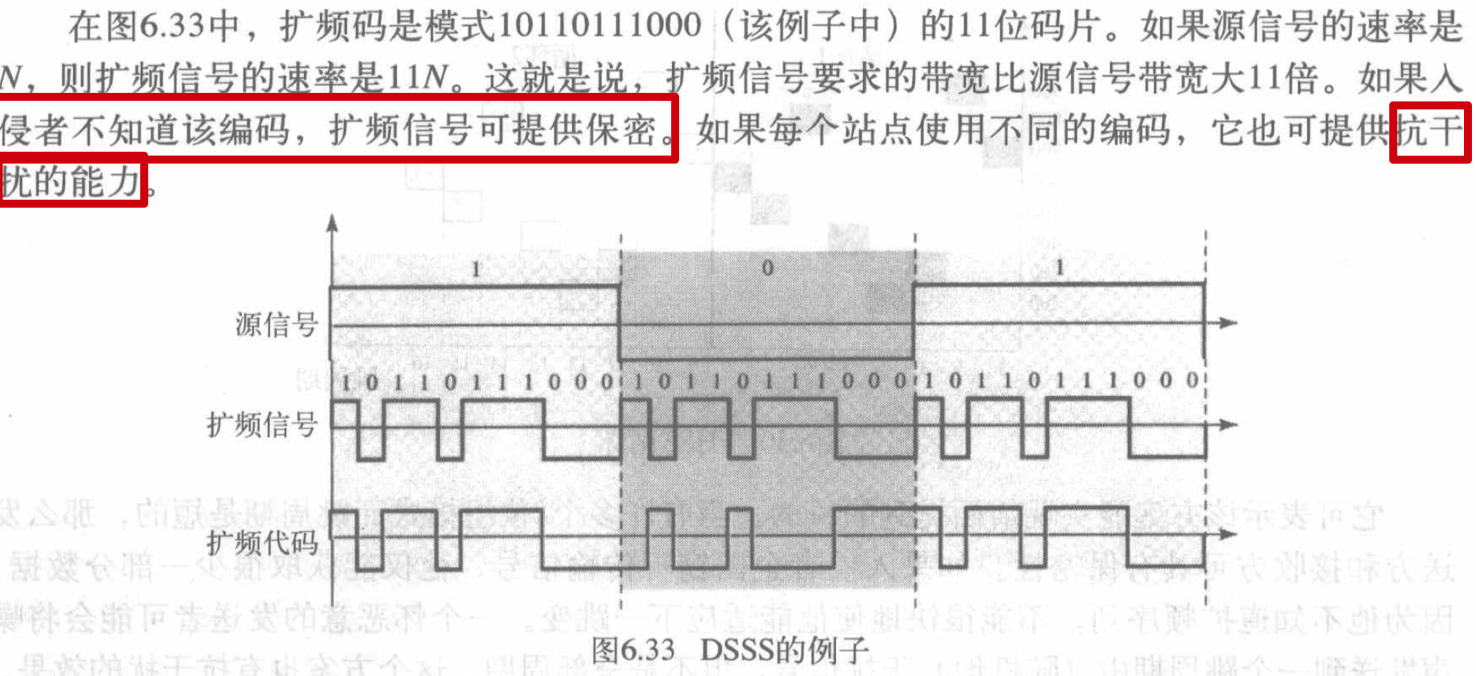 在图6.33中，扩频码是模式10110111000（该例子中）的11位码片。如果源信号的速率是
N，则扩频信号的速率是11N。这就是说，扩频信号要求的带宽比源信号带宽大11倍。如果入
侵者不知道该编码，扩频信号可提供保密。如果每个站点使用不同的编码，它也可提供抗干
扰的能力。
1 0 1
源信号
1 0 1 1 0 1 1 1 0 0 0 1 0 1 1 0 1 1 1 0 0 0 1 0 1 1 0 1 1 1 0 0 0
扩频信号
扩频代码
图6.33 DSSS的例子